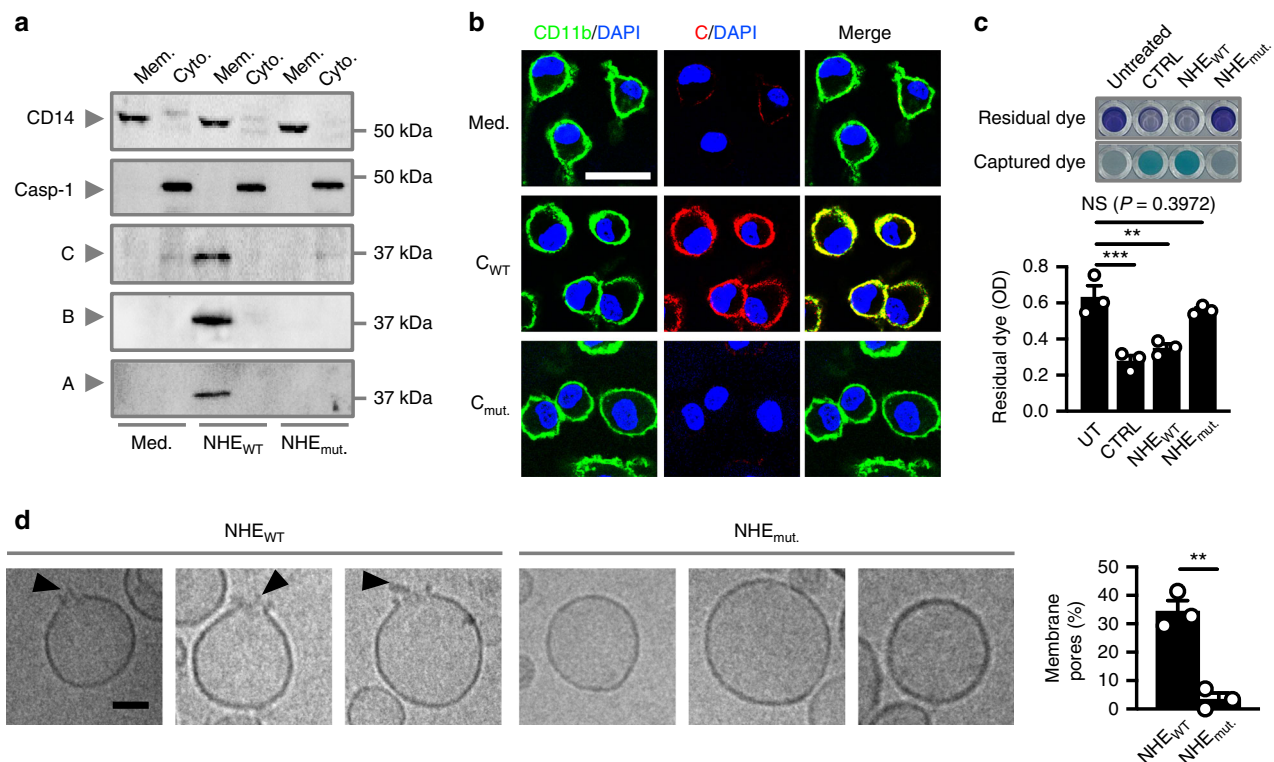 a
Mem. Cyto. Mem. Cyto. Mem. Cyto.
CD14
50 kDa
Casp-1
50 kDa
C
37 kDa
B
37 kDa
A
37 kDa
Med. NHEWT NHEmut.
b
CD11b/DAPI C/DAPI Merge
Med.
CWT
Cmut.
c
Untreated CTRL NHEWT NHEmut.
Residual dye
Captured dye
NS (P = 0.3972)
**
***
Residual dye (OD)
0.8
0.6
0.4
0.2
0.0
UT CTRL NHEWT NHEmut.
d
NHEWT NHEmut.
**
Membrane
pores (%)
50
40
30
20
10
0
NHEWT NHEmut.